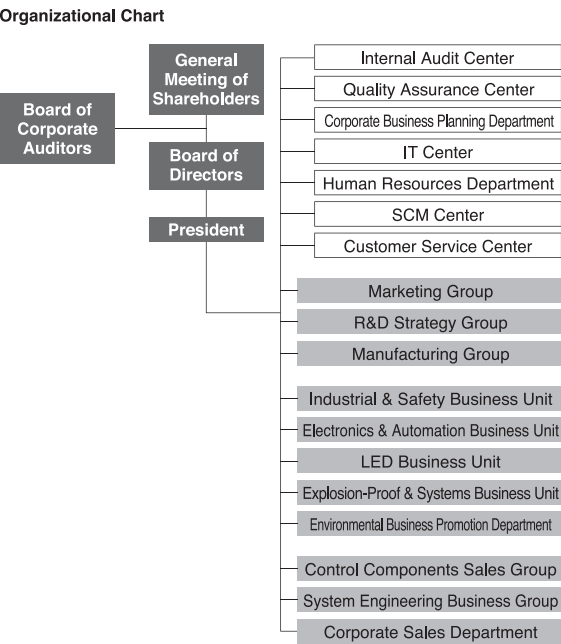 Organizational Chart
General
Meeting of
Shareholders
Board of
Corporate
Auditors
Board of
Directors
President
Internal Audit Center
Quality Assurance Center
Corporate Business Planning Department
IT Center
Human Resources Department
SCM Center
Customer Service Center
Marketing Group
R&D Strategy Group
Manufacturing Group
Industrial & Safety Business Unit
Electronics & Automation Business Unit
LED Business Unit
Explosion-Proof & Systems Business Unit
Environmental Business Promotion Department
Control Components Sales Group
System Engineering Business Group
Corporate Sales Department